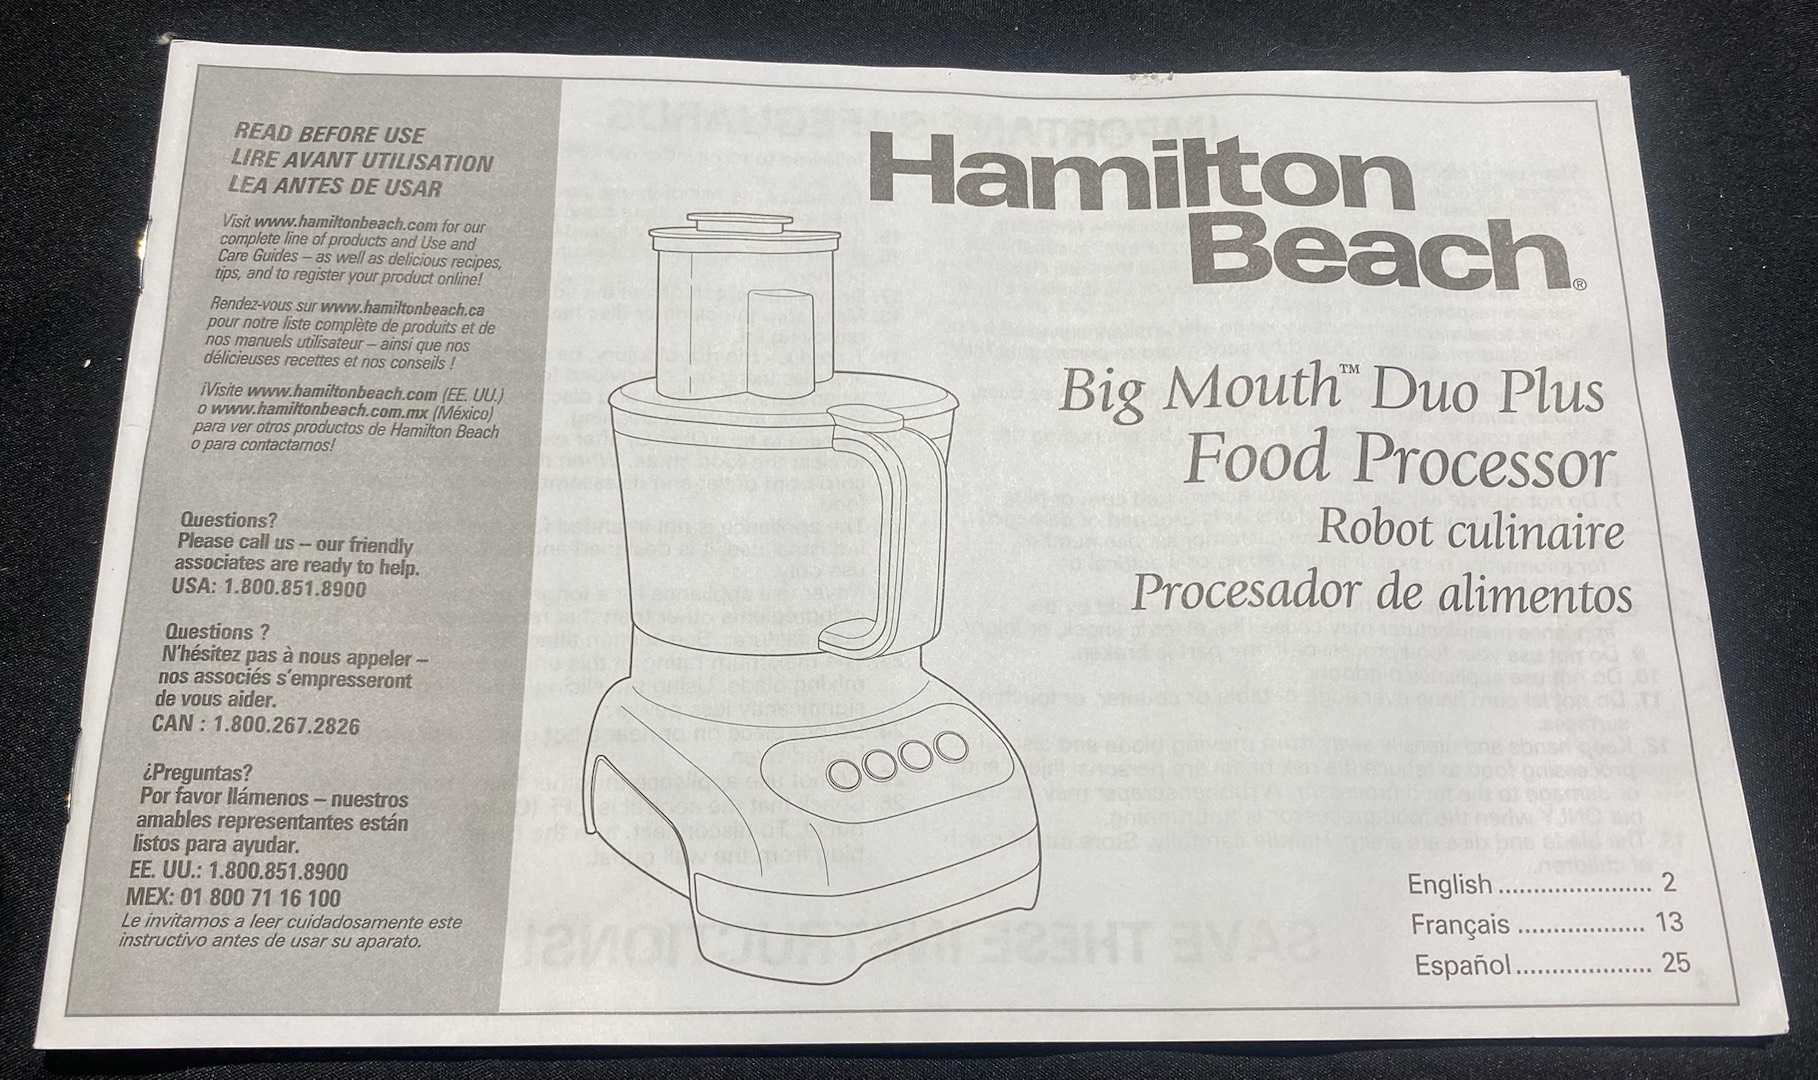 READ BEFORE USE
LIRE AVANT UTILISATION
LEA ANTES DE USAR
Visit www.hamiltonbeach.com for our
complete line of products and Use and
Care Guides – as well as delicious recipes,
tips, and to register your product online!
Rendez-vous sur www.hamiltonbeach.ca
pour notre liste complète de produits et de
nos manuels utilisateur – ainsi que nos
délicieuses recettes et nos conseils !
¡Visite www.hamiltonbeach.com (EE. UU.)
o www.hamiltonbeach.com.mx (México)
para ver otros productos de Hamilton Beach
o para contactarnos!
Questions?
Please call us – our friendly
associates are ready to help.
USA: 1.800.851.8900
Questions ?
N'hésitez pas à nous appeler –
nos associés s'empresseront
de vous aider.
CAN : 1.800.267.2826
¿Preguntas?
Por favor llámenos – nuestros
amables representantes están
listos para ayudar.
EE. UU.: 1.800.851.8900
MEX: 01 800 71 16 100
Le invitamos a leer cuidadosamente este
instructivo antes de usar su aparato.
Hamilton
Beach®
Big Mouth™ Duo Plus
Food Processor
Robot culinaire
Procesador de alimentos
English ...................... 2
Français .................. 13
Español ................... 25
SAVE THESE INSTRUCTIONS!